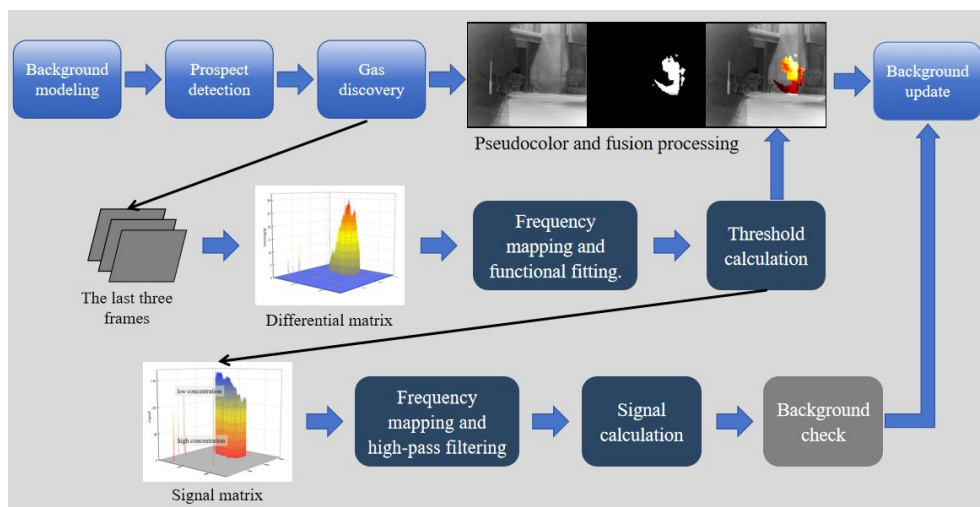 Background
modeling
Prospect
detection
Gas
discovery
Background
update
Pseudocolor and fusion processing
The last three
frames
Differential matrix
Frequency
mapping and
functional fitting.
Threshold
calculation
low concentration
high concentration
signal
Signal matrix
Frequency
mapping and
high-pass filtering
Signal
calculation
Background
check